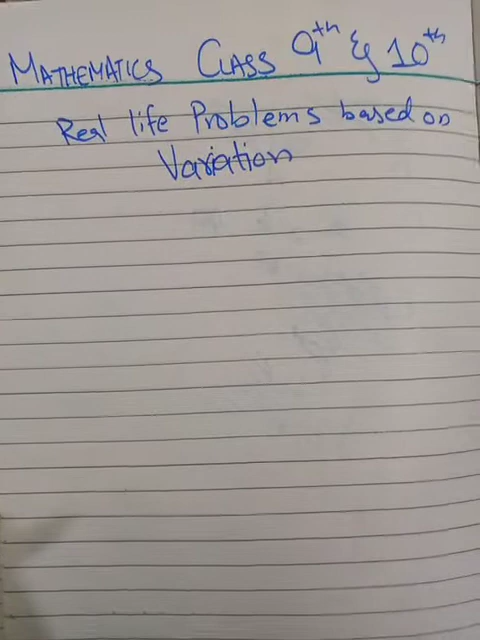 MATHEMATICS CLASS 9th & 10th
Real life Problems based on
Variation